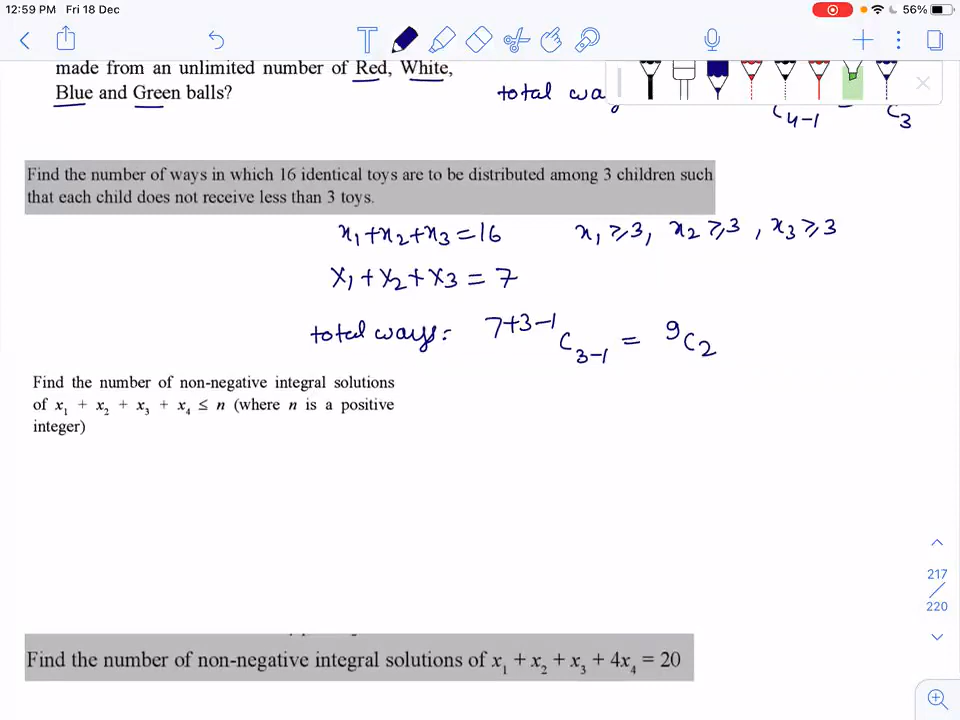 12:59 PM Fri 18 Dec
56%
made from an unlimited number of Red, White,
Blue and Green balls?
total way
C4-1
C3
Find the number of ways in which 16 identical toys are to be distributed among 3 children such
that each child does not receive less than 3 toys.
x1+x2+x3=16 x1⩾3, x2⩾3, x3⩾3
X1+X2+X3=7
total ways: 7+3-1C3-1 = 9C2
Find the number of non-negative integral solutions
of x1 + x2 + x3 + x4 ≤ n (where n is a positive
integer)
217
220
Find the number of non-negative integral solutions of x1 + x2 + x3 + 4x4 = 20